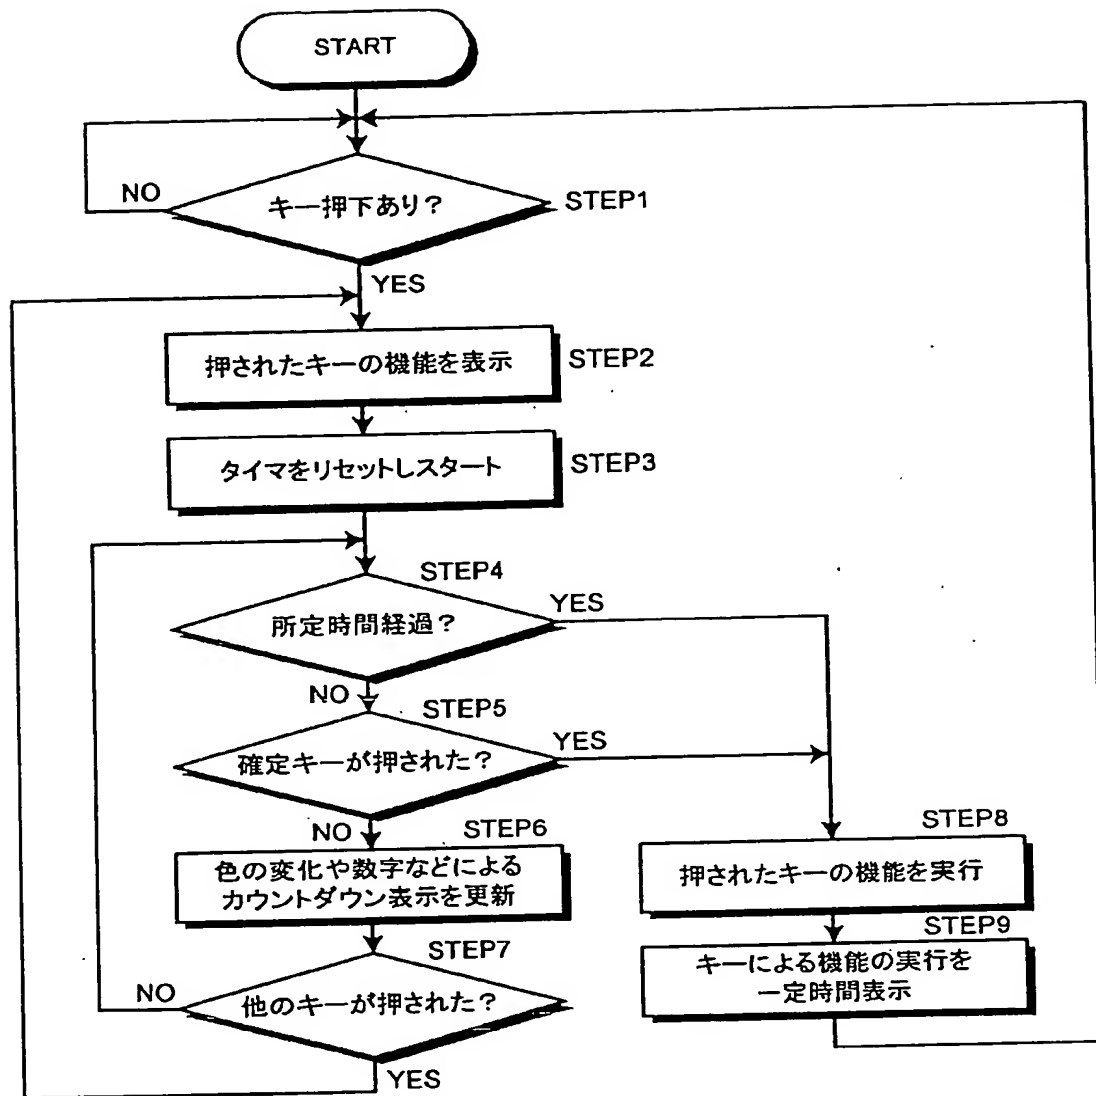 START
NO
キー押下あり？
STEP1
YES
押されたキーの機能を表示
STEP2
タイマをリセットしスタート
STEP3
STEP4
所定時間経過？
YES
NO
STEP5
確定キーが押された？
YES
NO
STEP6
色の変化や数字などによる
カウントダウン表示を更新
STEP7
NO
他のキーが押された？
YES
STEP8
押されたキーの機能を実行
STEP9
キーによる機能の実行を
一定時間表示